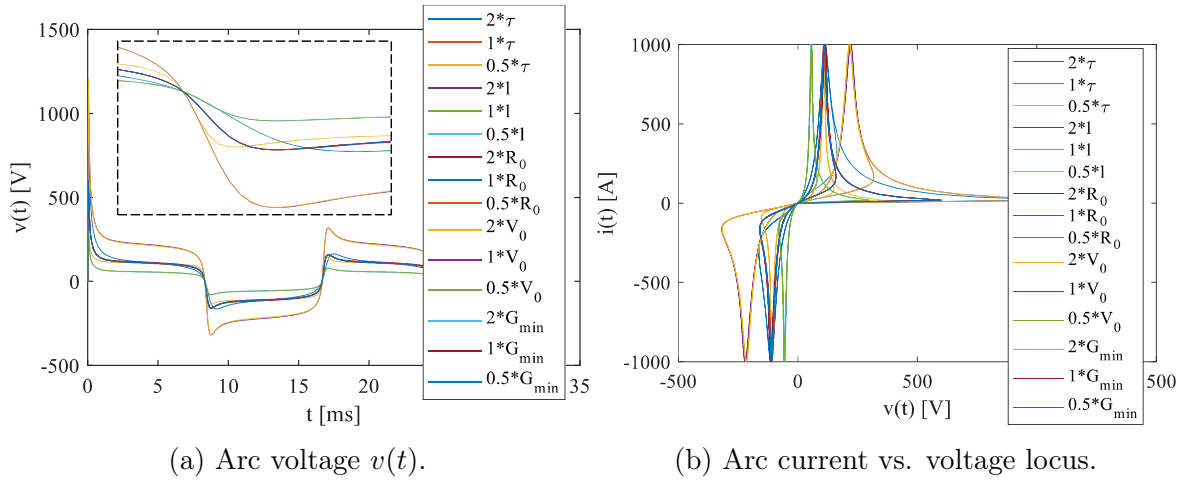 1500
1000
500
0
-500
v(t) [V]
0
5
10
15
20
25
35
t [ms]
2*τ
1*τ
0.5*τ
2*l
1*l
0.5*l
2*R0
1*R0
0.5*R0
2*V0
1*V0
0.5*V0
2*Gmin
1*Gmin
0.5*Gmin
(a) Arc voltage v(t).
1000
500
0
-500
-1000
i(t) [A]
-500
0
500
500
v(t) [V]
2*τ
1*τ
0.5*τ
2*l
1*l
0.5*l
2*R0
1*R0
0.5*R0
2*V0
1*V0
0.5*V0
2*Gmin
1*Gmin
0.5*Gmin
(b) Arc current vs. voltage locus.